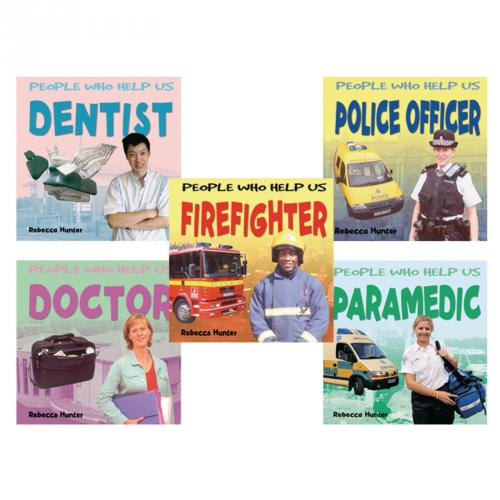 PEOPLE WHO HELP US
DENTIST
Rebecca Hunter
PEOPLE WHO HELP US
POLICE OFFICER
POLICE
Rebecca Hunter
PEOPLE WHO HELP US
FIREFIGHTER
Rebecca Hunter
PEOPLE WHO HELP US
DOCTOR
Rebecca Hunter
PEOPLE WHO HELP US
PARAMEDIC
Rebecca Hunter